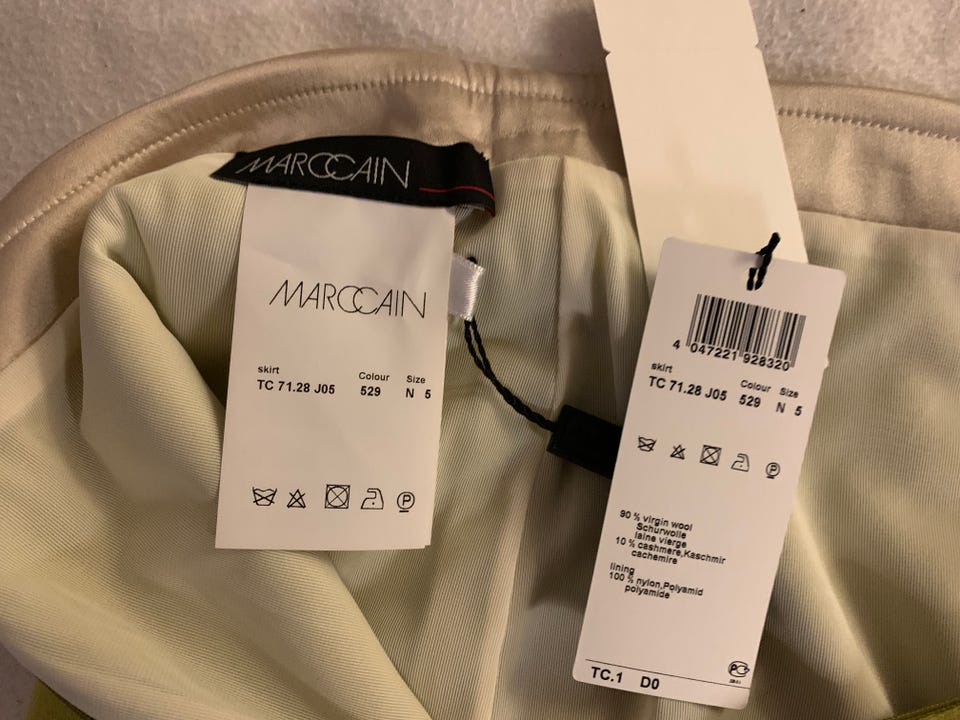 MARCCAIN
MARCCAIN
skirt Colour Size
TC 71.28 J05 529 N 5
4 047221 928320
skirt Colour Size
TC 71.28 J05 529 N 5
90 % virgin wool
Schurwolle
laine vierge
10 % cashmere,Kaschmir
cachemire
lining
100 % nylon,Polyamid
polyamide
TC.1 D0